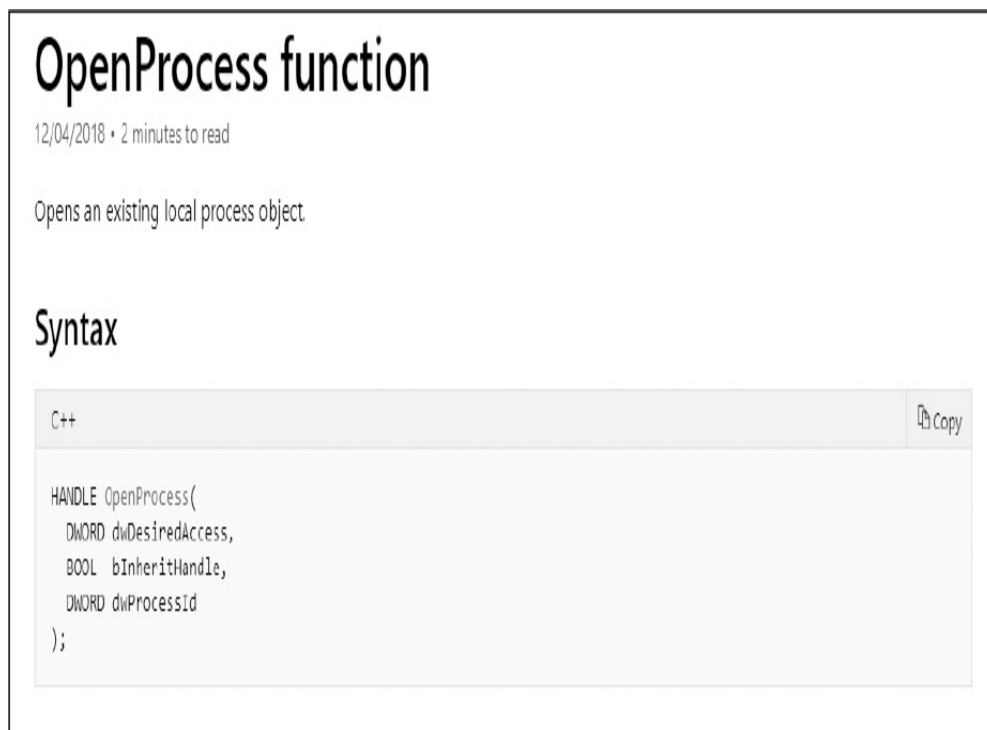 OpenProcess function
12/04/2018 • 2 minutes to read
Opens an existing local process object.
Syntax
C++
Copy
HANDLE OpenProcess(
  DWORD dwDesiredAccess,
  BOOL  bInheritHandle,
  DWORD dwProcessId
);